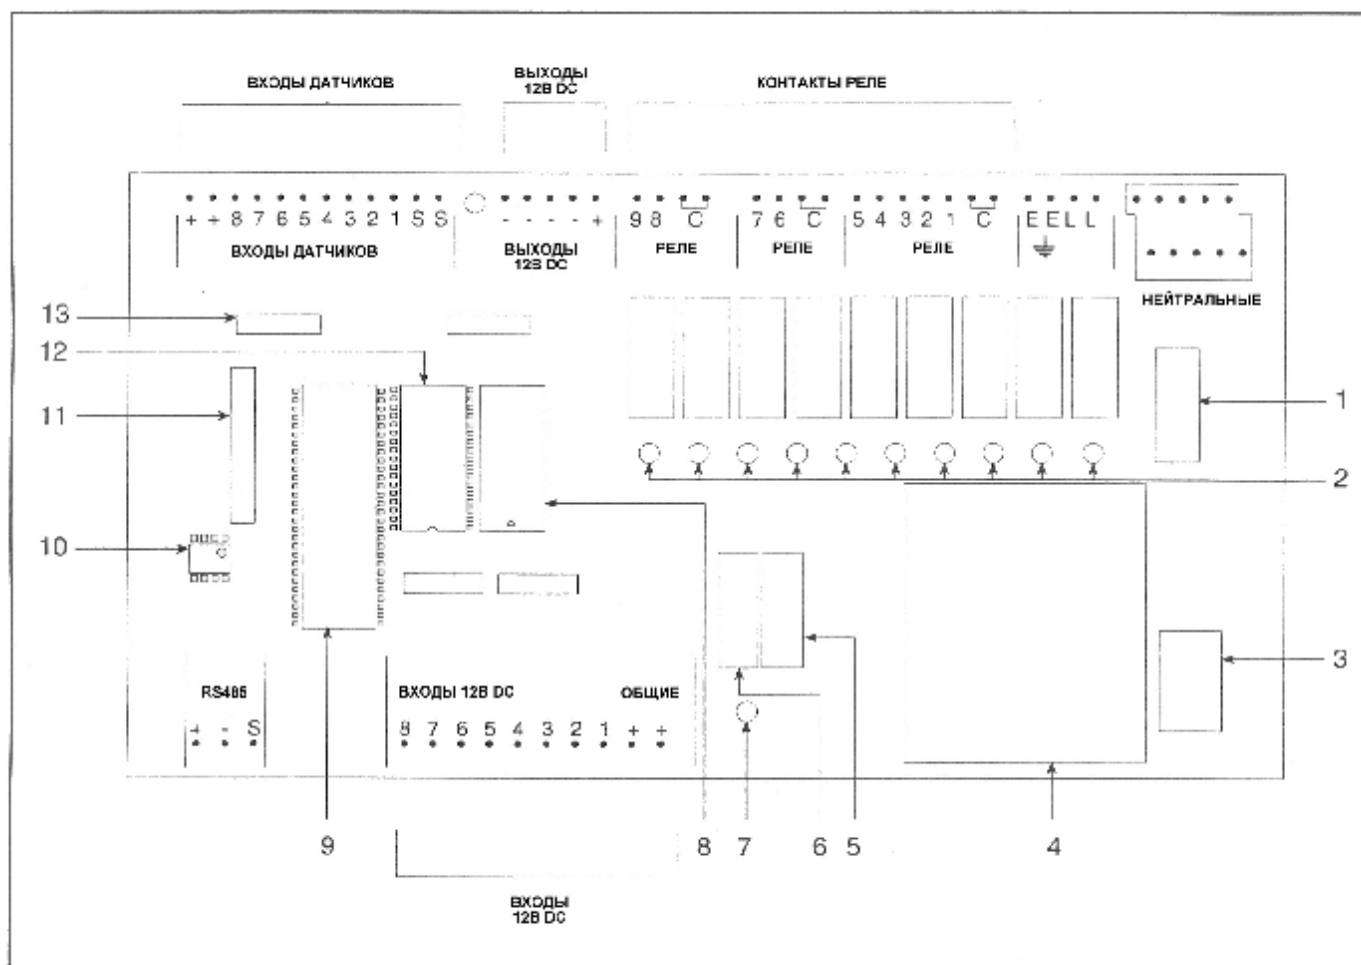 ВХОДЫ ДАТЧИКОВ
ВЫХОДЫ
12В DC
КОНТАКТЫ РЕЛЕ
+ + 8 7 6 5 4 3 2 1 S S
- - - - +
9 8 C
7 6 C
5 4 3 2 1 C
E E L L
ВХОДЫ ДАТЧИКОВ
ВЫХОДЫ
12В DC
РЕЛЕ
РЕЛЕ
РЕЛЕ
НЕЙТРАЛЬНЫЕ
13
12
11
10
1
2
3
RS485
+ - S
ВХОДЫ 12В DC
ОБЩИЕ
8 7 6 5 4 3 2 1 + +
9
8
7
6
5
4
ВХОДЫ
12В DC